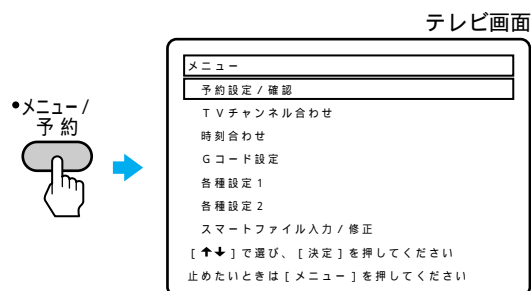 テレビ画面
●メニュー/
予約
メニュー
予約設定/確認
TVチャンネル合わせ
時刻合わせ
Gコード設定
各種設定1
各種設定2
スマートファイル入力/修正
[↑↓]で選び、[決定]を押してください
止めたいときは[メニュー]を押してください